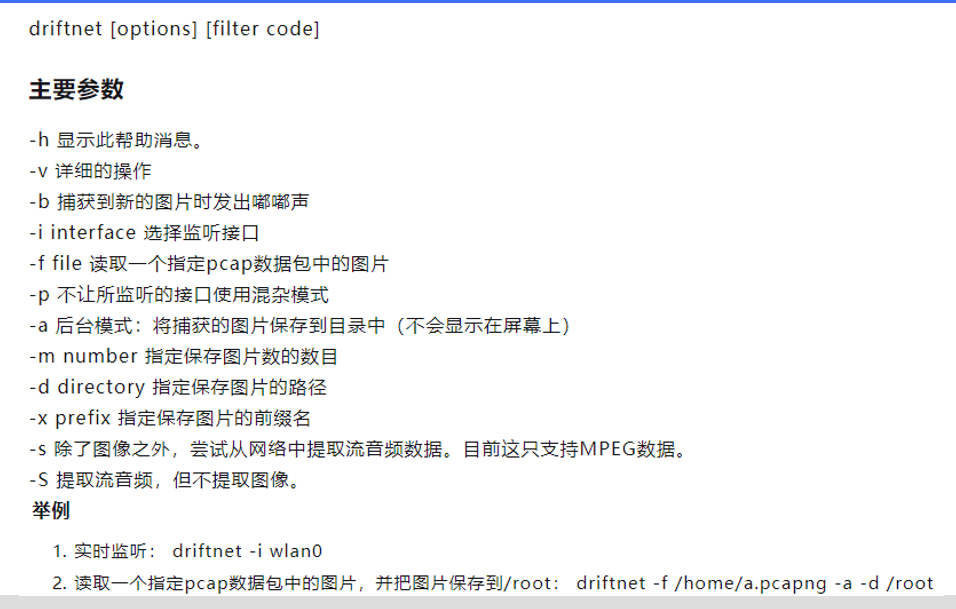 driftnet [options] [filter code]
主要参数
-h 显示此帮助消息。
-v 详细的操作
-b 捕获到新的图片时发出嘟嘟声
-i interface 选择监听接口
-f file 读取一个指定pcap数据包中的图片
-p 不让所监听的接口使用混杂模式
-a 后台模式：将捕获的图片保存到目录中（不会显示在屏幕上）
-m number 指定保存图片数的数目
-d directory 指定保存图片的路径
-x prefix 指定保存图片的前缀名
-s 除了图像之外，尝试从网络中提取流音频数据。目前这只支持MPEG数据。
-S 提取流音频，但不提取图像。
举例
1. 实时监听： driftnet -i wlan0
2. 读取一个指定pcap数据包中的图片，并把图片保存到/root： driftnet -f /home/a.pcapng -a -d /root